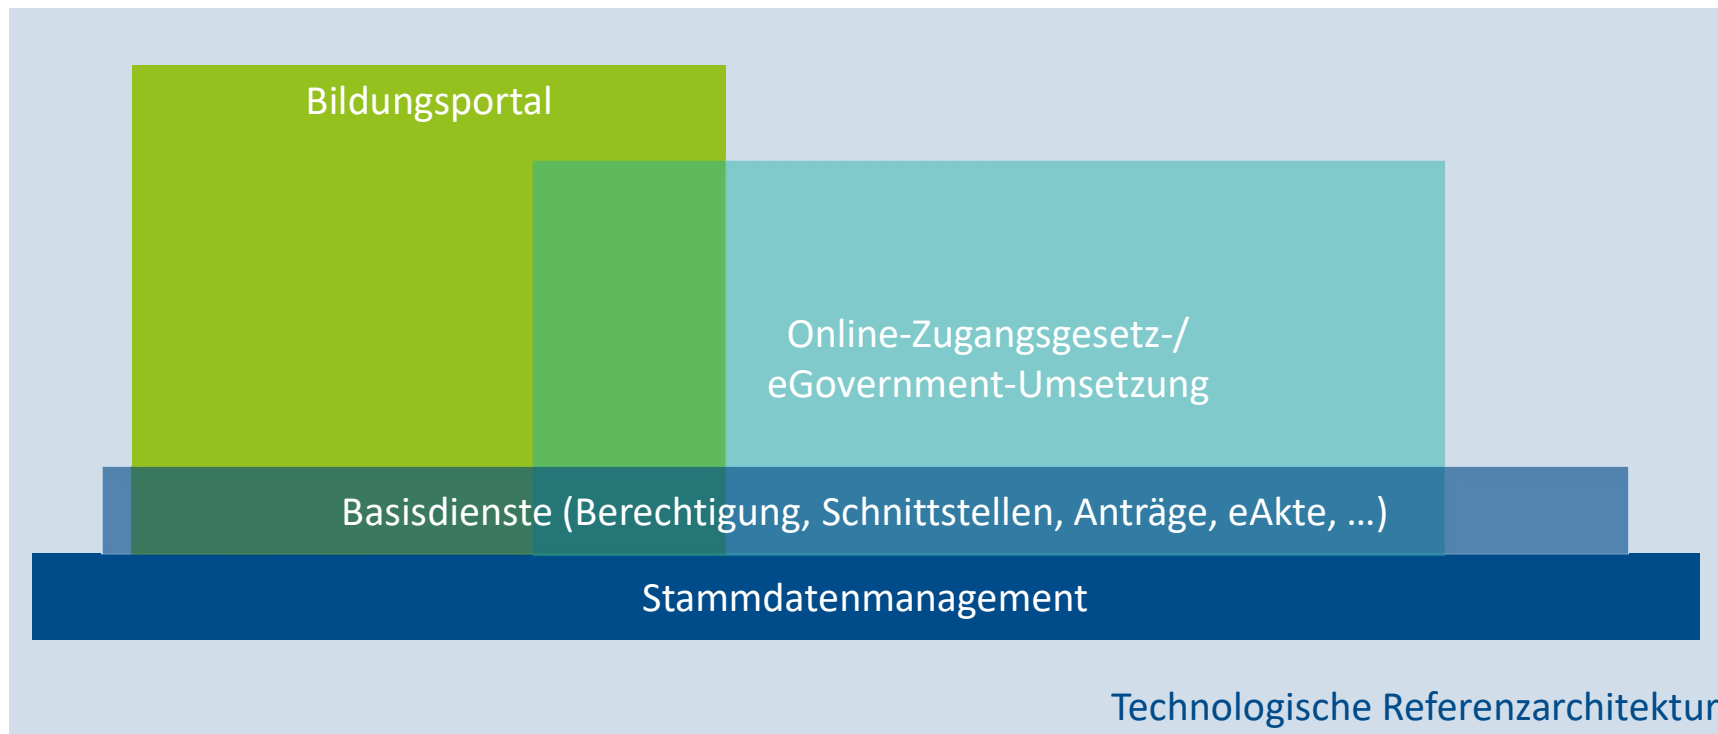 Bildungsportal
Online-Zugangsgesetz-/
eGovernment-Umsetzung
Basisdienste (Berechtigung, Schnittstellen, Anträge, eAkte, ...)
Stammdatenmanagement
Technologische Referenzarchitektur